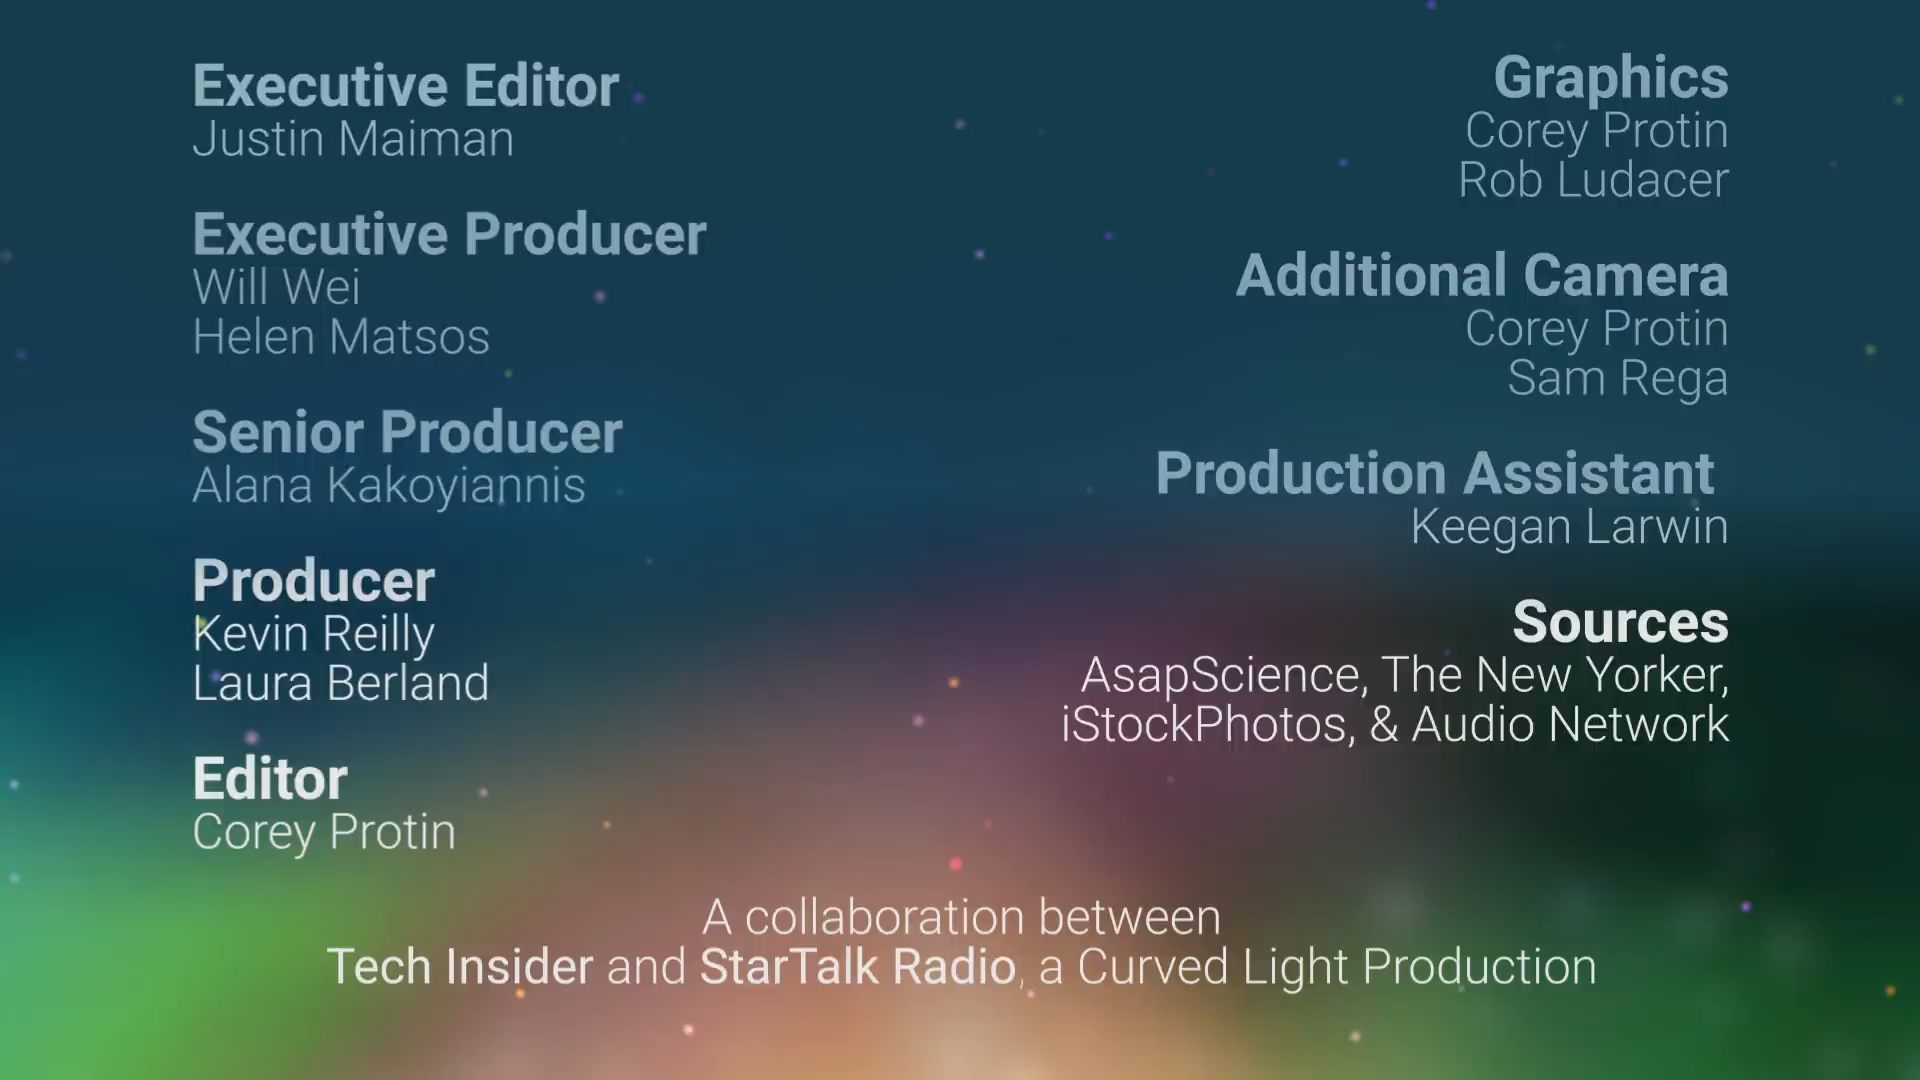 Executive Editor
Justin Maiman
Executive Producer
Will Wei
Helen Matsos
Senior Producer
Alana Kakoyiannis
Producer
Kevin Reilly
Laura Berland
Editor
Corey Protin
Graphics
Corey Protin
Rob Ludacer
Additional Camera
Corey Protin
Sam Rega
Production Assistant
Keegan Larwin
Sources
AsapScience, The New Yorker,
iStockPhotos, & Audio Network
A collaboration between
Tech Insider and StarTalk Radio, a Curved Light Production